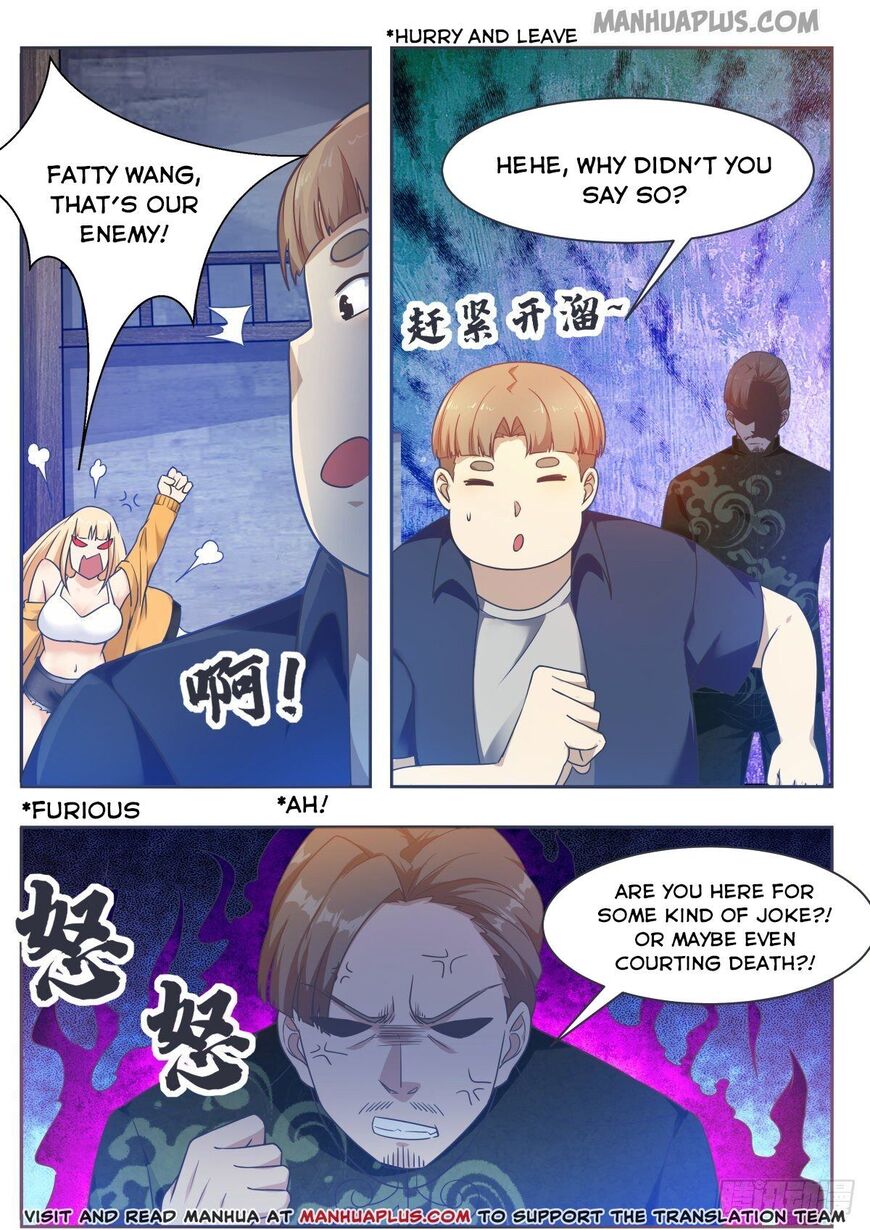 *HURRY AND LEAVE
MANHUAPLUS.COM
FATTY WANG,
THAT'S OUR
ENEMY!
啊!
HEHE, WHY DIDN'T YOU
SAY SO?
赶紧开溜~
*FURIOUS
*AH!
怒
怒
ARE YOU HERE FOR
SOME KIND OF JOKE?!
OR MAYBE EVEN
COURTING DEATH?!
VISIT AND READ MANHUA AT MANHUAPLUS.COM TO SUPPORT THE TRANSLATION TEAM